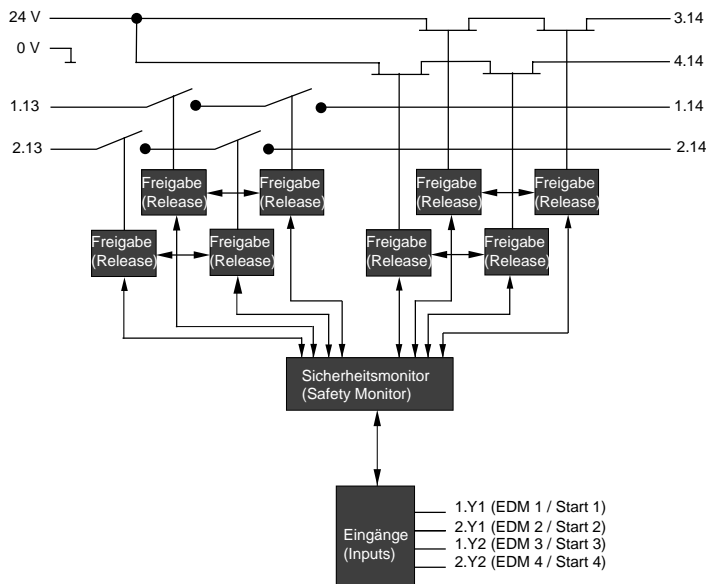 24 V
3.14
0 V
4.14
1.13
1.14
2.13
2.14
Freigabe
(Release)
Freigabe
(Release)
Freigabe
(Release)
Freigabe
(Release)
Freigabe
(Release)
Freigabe
(Release)
Freigabe
(Release)
Freigabe
(Release)
Sicherheitsmonitor
(Safety Monitor)
Eingänge
(Inputs)
1.Y1 (EDM 1 / Start 1)
2.Y1 (EDM 2 / Start 2)
1.Y2 (EDM 3 / Start 3)
2.Y2 (EDM 4 / Start 4)